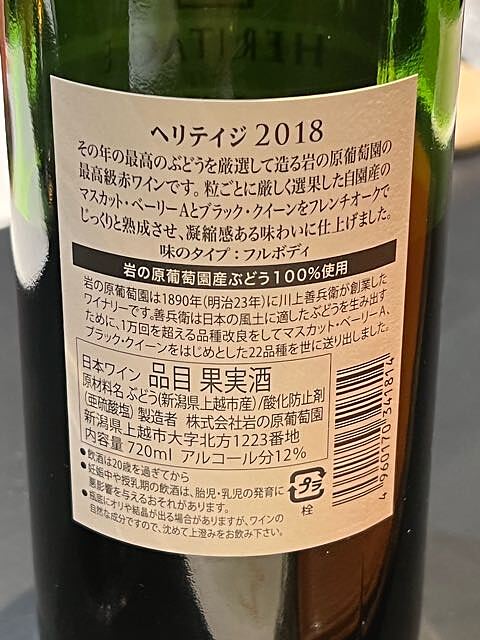 HERITAGE
ヘリテイジ 2018
その年の最高のぶどうを厳選して造る岩の原葡萄園の
最高級赤ワインです。粒ごとに厳しく選果した自園産の
マスカット・ベーリーAとブラック・クイーンをフレンチオークで
じっくりと熟成させ、凝縮感ある味わいに仕上げました。
味のタイプ：フルボディ
岩の原葡萄園産ぶどう100％使用
岩の原葡萄園は1890年(明治23年)に川上善兵衛が創業した
ワイナリーです。善兵衛は日本の風土に適したぶどうを生み出す
ために、1万回を超える品種改良をしてマスカット・ベーリーA、
ブラック・クイーンをはじめとした22品種を世に送り出しました。
日本ワイン 品目 果実酒
原材料名 ぶどう(新潟県上越市産)/酸化防止剤
(亜硫酸塩) 製造者 株式会社岩の原葡萄園
新潟県上越市大字北方1223番地
内容量 720ml アルコール分12%
●飲酒は20歳を過ぎてから
●妊娠中や授乳期の飲酒は、胎児・乳児の発育に
悪影響を与えるおそれがあります。
●瓶底にオリや結晶が出る場合がありますが、ワインの
自然な成分ですので、沈めて上澄みをお飲み下さい。
プラ
栓
4960170341814